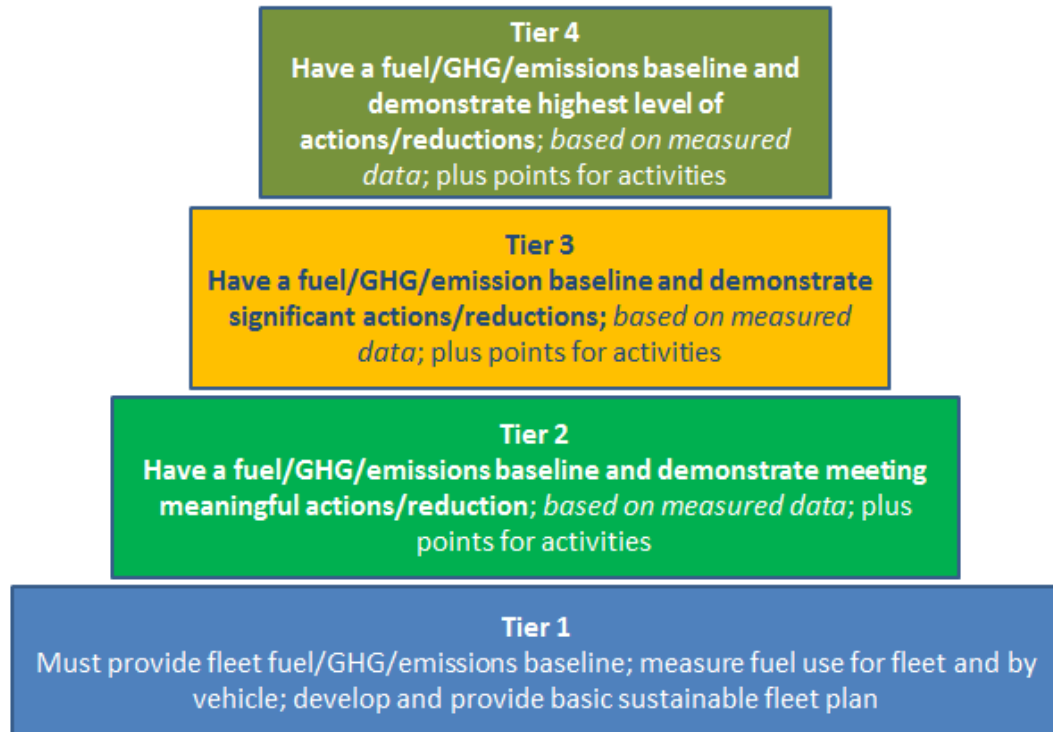 Tier 4
Have a fuel/GHG/emissions baseline and
demonstrate highest level of
actions/reductions; based on measured
data; plus points for activities
Tier 3
Have a fuel/GHG/emission baseline and demonstrate
significant actions/reductions; based on measured
data; plus points for activities
Tier 2
Have a fuel/GHG/emissions baseline and demonstrate meeting
meaningful actions/reduction; based on measured data; plus
points for activities
Tier 1
Must provide fleet fuel/GHG/emissions baseline; measure fuel use for fleet and by
vehicle; develop and provide basic sustainable fleet plan